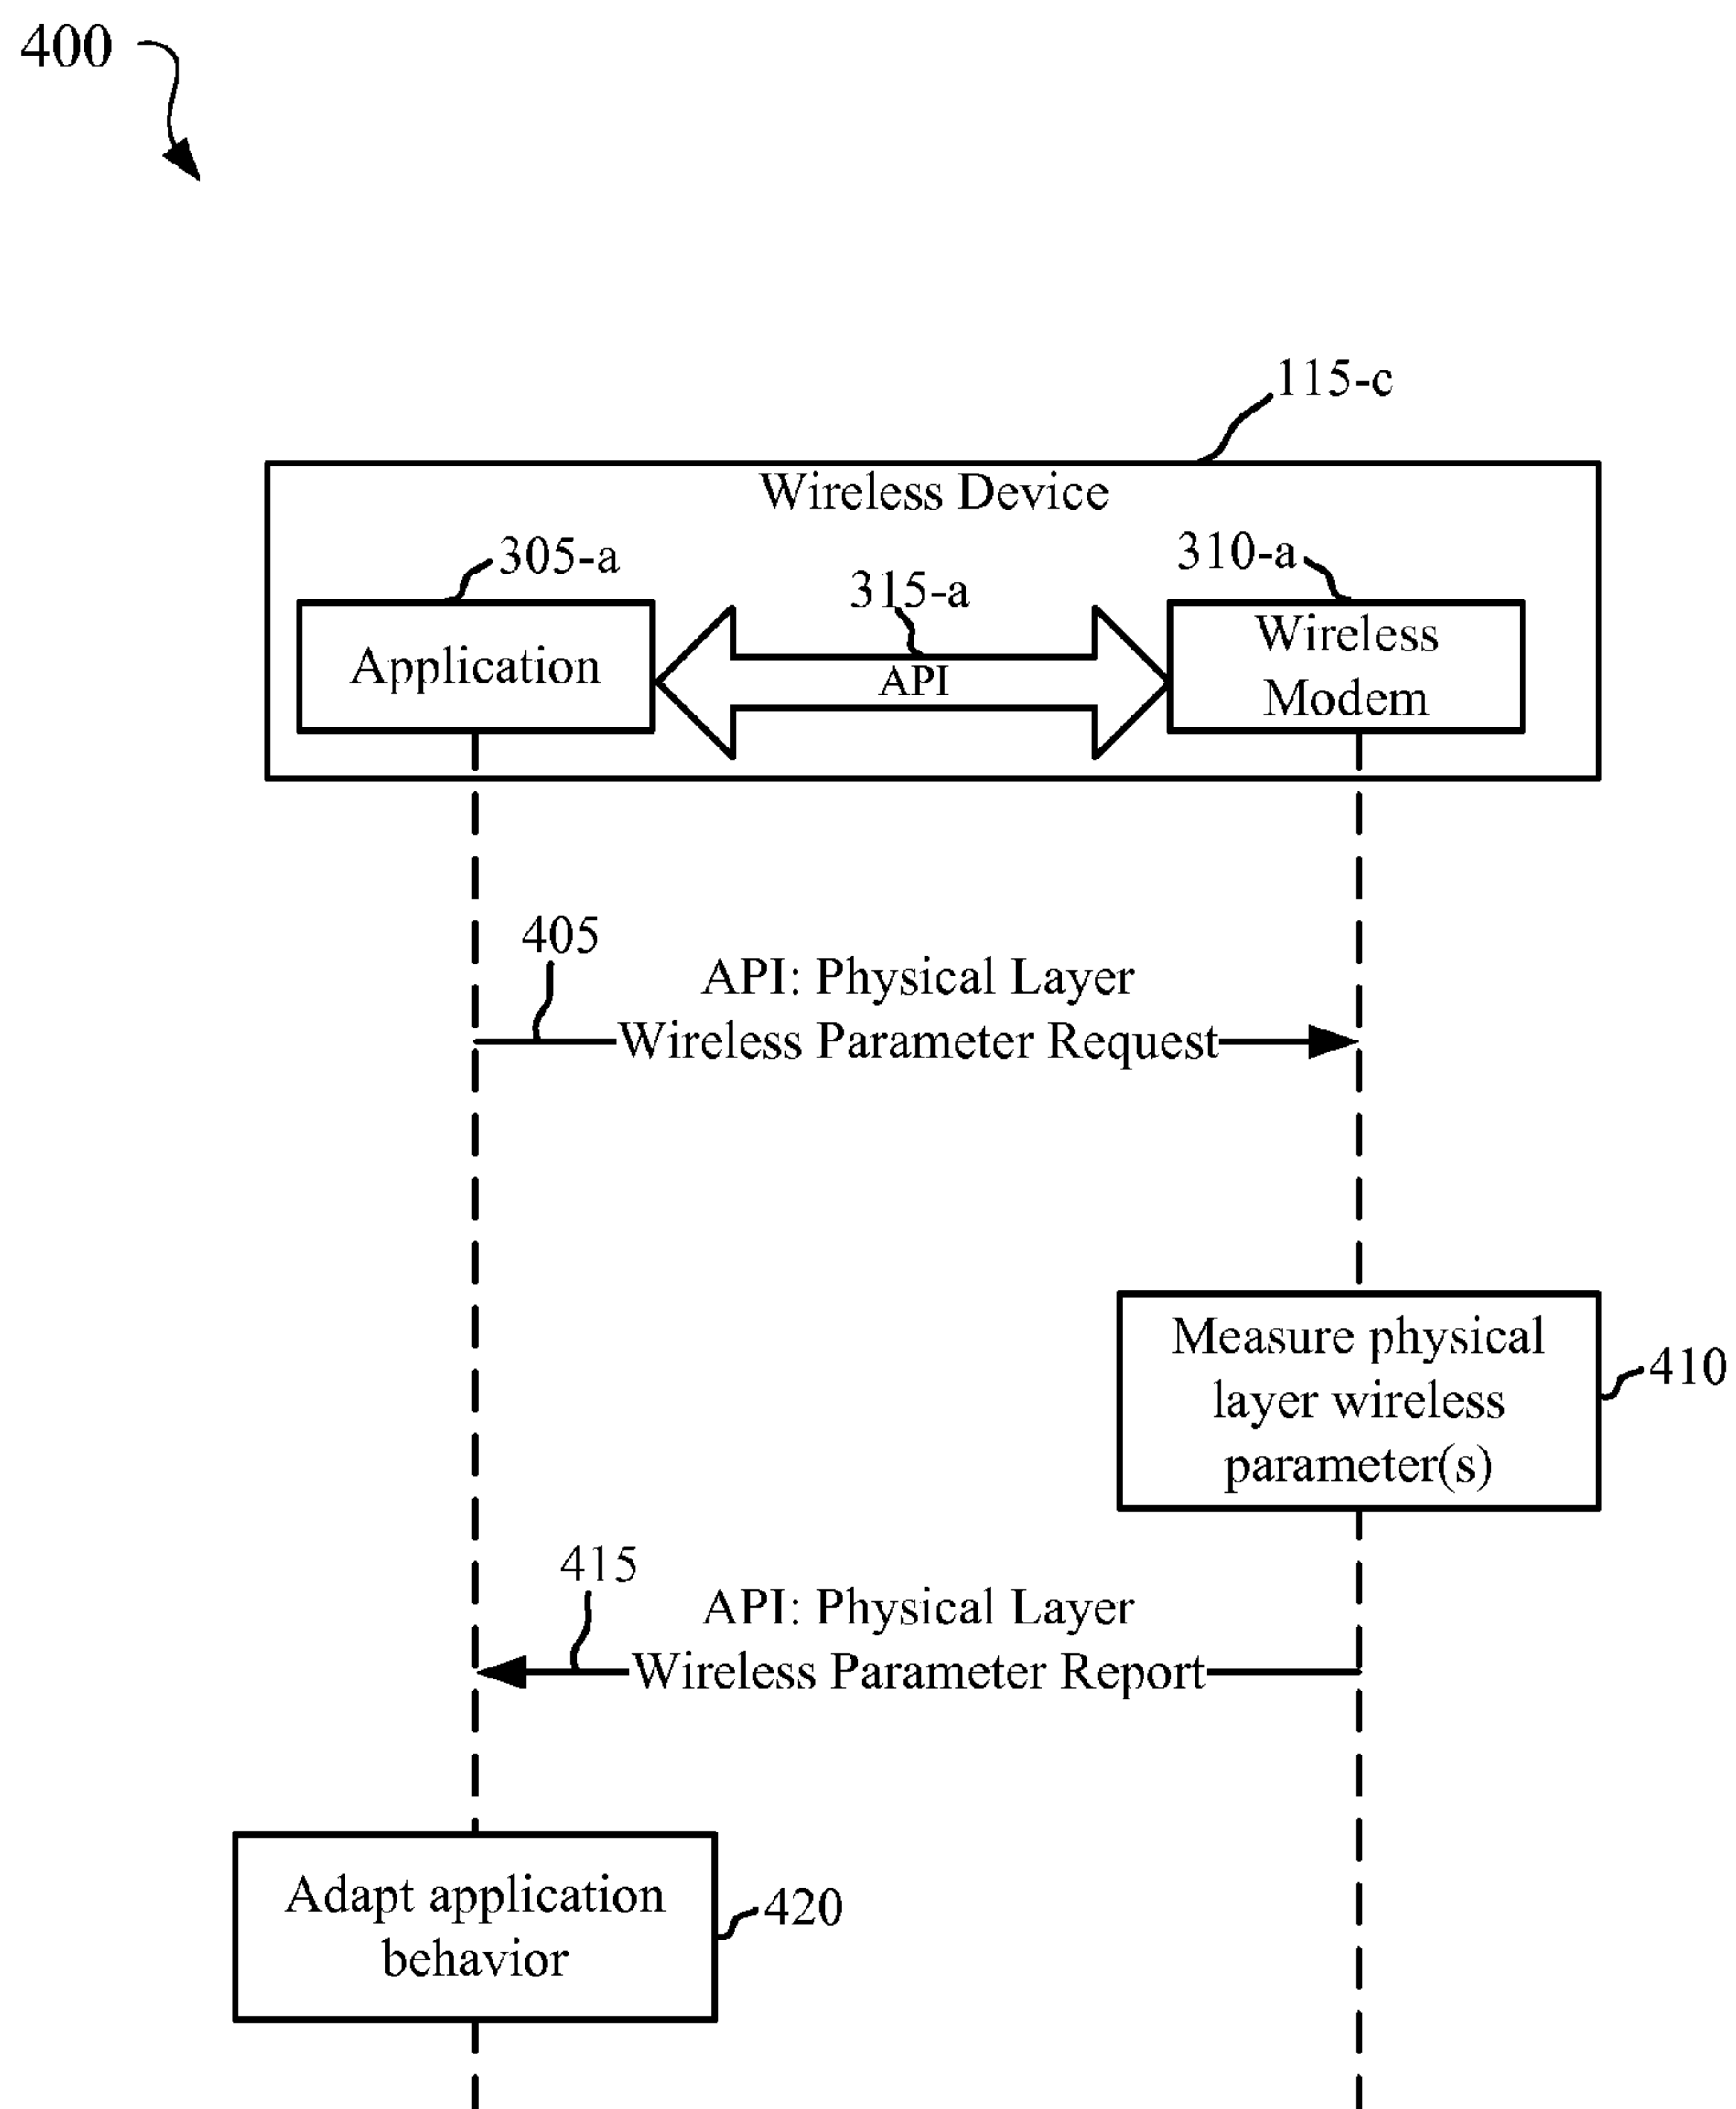 400
115-c
Wireless Device
305-a
315-a
310-a
Application
API
Wireless
Modem
405
API: Physical Layer
Wireless Parameter Request
Measure physical
layer wireless
parameter(s)
410
415
API: Physical Layer
Wireless Parameter Report
Adapt application
behavior
420